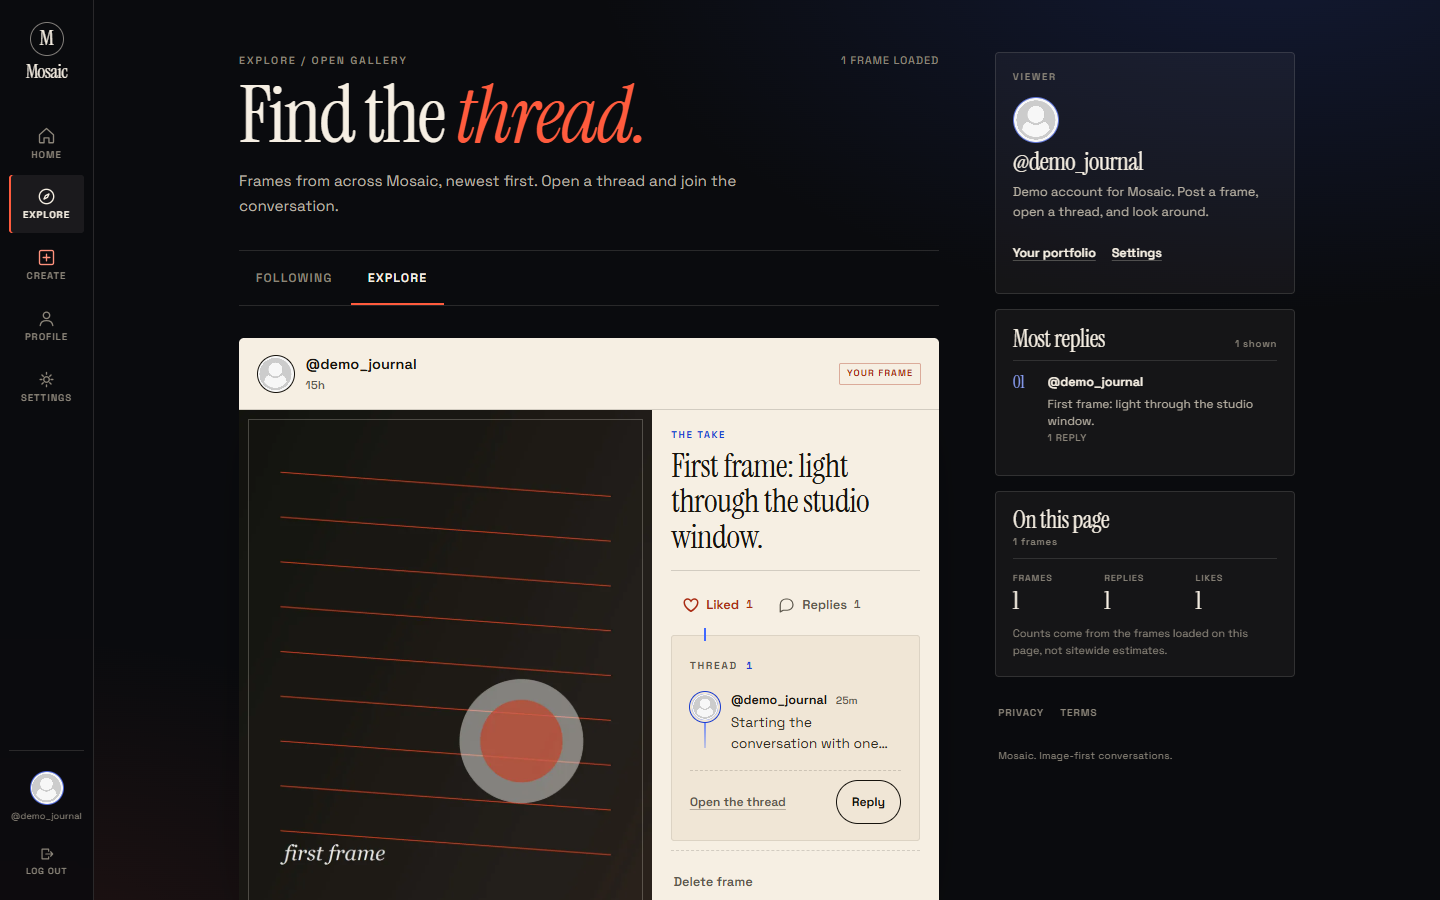 M
Mosaic
HOME
EXPLORE
CREATE
PROFILE
SETTINGS
@demo_journal
LOG OUT
EXPLORE / OPEN GALLERY
1 FRAME LOADED
Find the thread.
Frames from across Mosaic, newest first. Open a thread and join the
conversation.
FOLLOWING
EXPLORE
@demo_journal
15h
YOUR FRAME
first frame
THE TAKE
First frame: light
through the studio
window.
Liked 1
Replies 1
THREAD 1
@demo_journal 25m
Starting the
conversation with one…
Open the thread
Reply
Delete frame
VIEWER
@demo_journal
Demo account for Mosaic. Post a frame,
open a thread, and look around.
Your portfolio
Settings
Most replies
1 shown
01
@demo_journal
First frame: light through the studio
window.
1 REPLY
On this page
1 frames
FRAMES
REPLIES
LIKES
1
1
1
Counts come from the frames loaded on this
page, not sitewide estimates.
PRIVACY
TERMS
Mosaic. Image-first conversations.